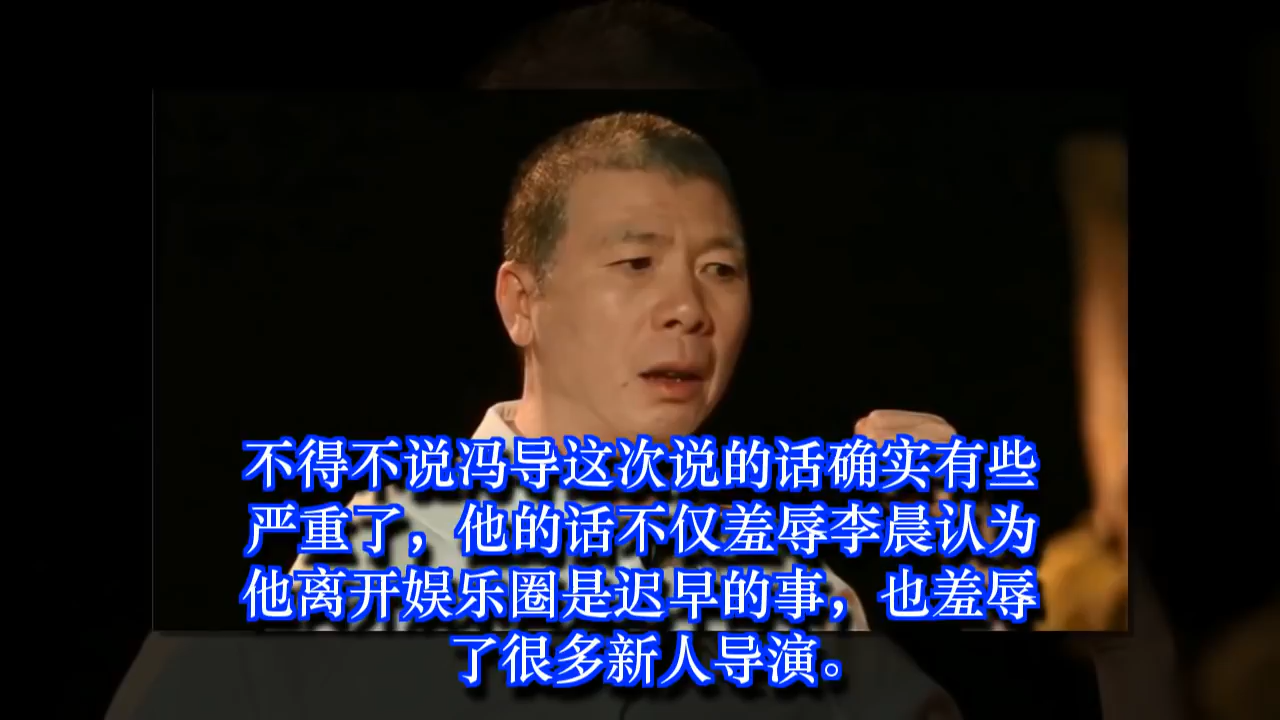 不得不说冯导这次说的话确实有些
严重了，他的话不仅羞辱李晨认为
他离开娱乐圈是迟早的事，也羞辱
了很多新人导演。